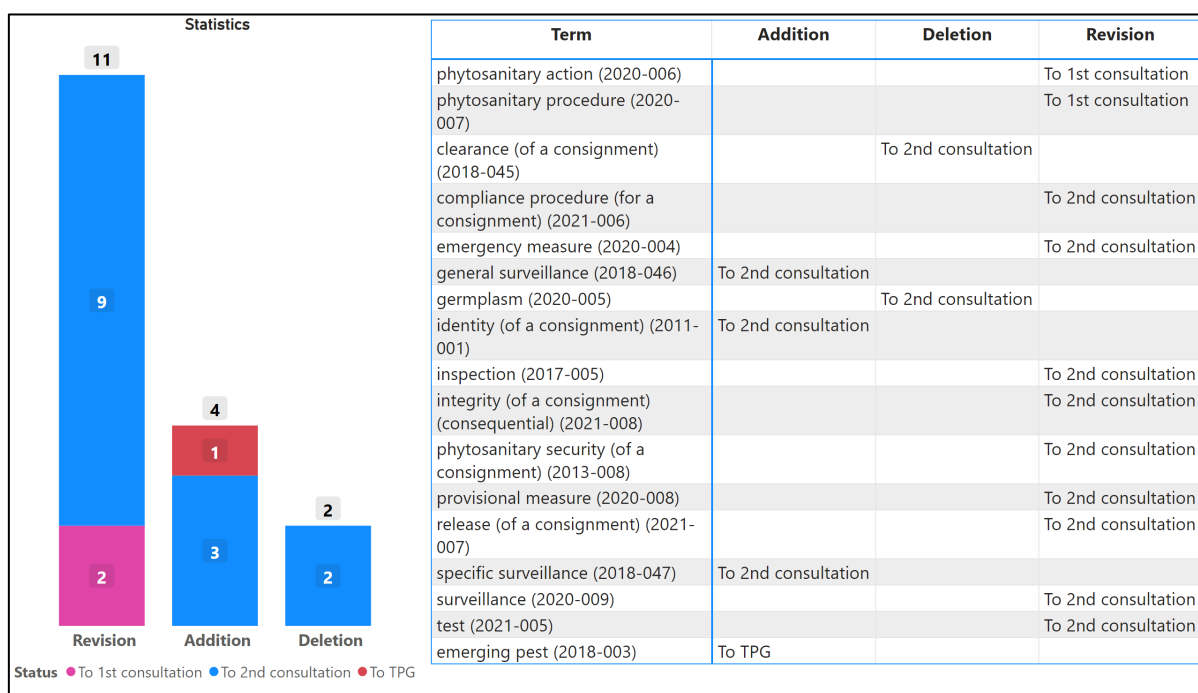 Statistics
11
9
2
4
1
3
2
2
Revision Addition Deletion
Status To 1st consultation To 2nd consultation To TPG
Term Addition Deletion Revision
phytosanitary action (2020-006) To 1st consultation
phytosanitary procedure (2020- To 1st consultation
007)
clearance (of a consignment) To 2nd consultation
(2018-045)
compliance procedure (for a To 2nd consultation
consignment) (2021-006)
emergency measure (2020-004) To 2nd consultation
general surveillance (2018-046) To 2nd consultation
germplasm (2020-005) To 2nd consultation
identity (of a consignment) (2011- To 2nd consultation
001)
inspection (2017-005) To 2nd consultation
integrity (of a consignment) To 2nd consultation
(consequential) (2021-008)
phytosanitary security (of a To 2nd consultation
consignment) (2013-008)
provisional measure (2020-008) To 2nd consultation
release (of a consignment) (2021- To 2nd consultation
007)
specific surveillance (2018-047) To 2nd consultation
surveillance (2020-009) To 2nd consultation
test (2021-005) To 2nd consultation
emerging pest (2018-003) To TPG